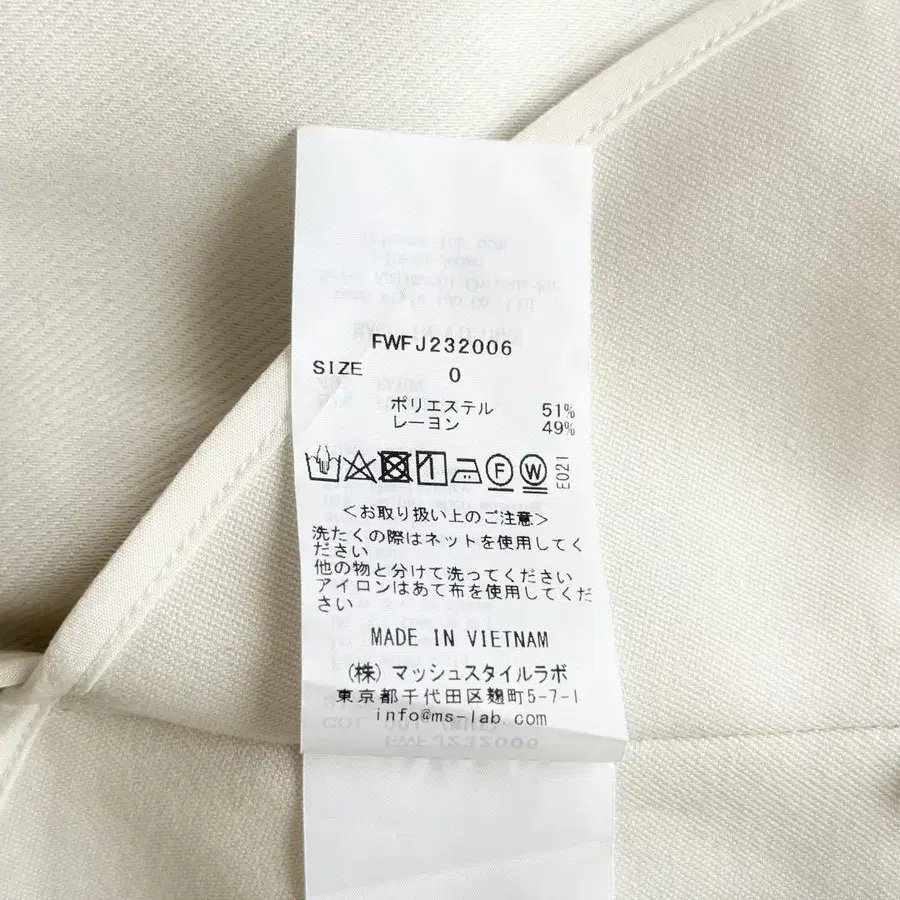 FWFJ232006
SIZE 0
ポリエステル 51%
レーヨン 49%
F W E021
<お取り扱い上のご注意>
洗たくの際はネットを使用してく
ださい
他の物と分けて洗ってください
アイロンはあて布を使用してくだ
さい
MADE IN VIETNAM
(株) マッシュスタイルラボ
東京都千代田区麹町5-7-1
info@ms-lab.com